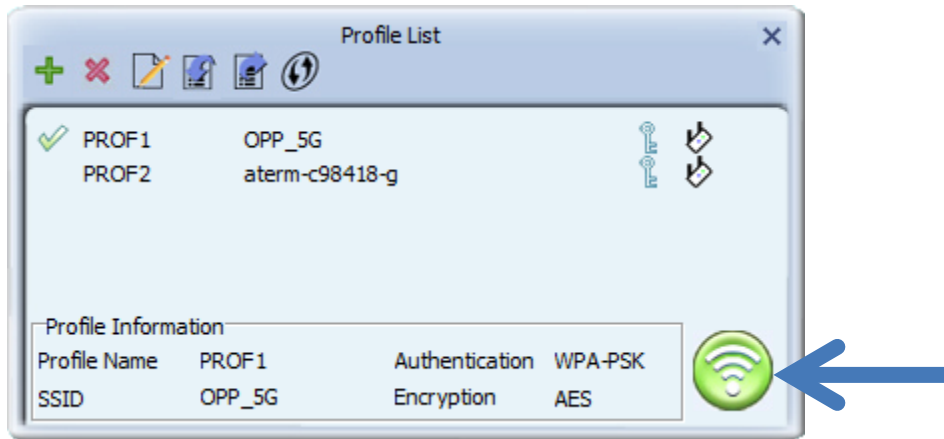 Profile List
PROF1 OPP_5G
PROF2 aterm-c98418-g
Profile Information
Profile Name PROF1 Authentication WPA-PSK
SSID OPP_5G Encryption AES